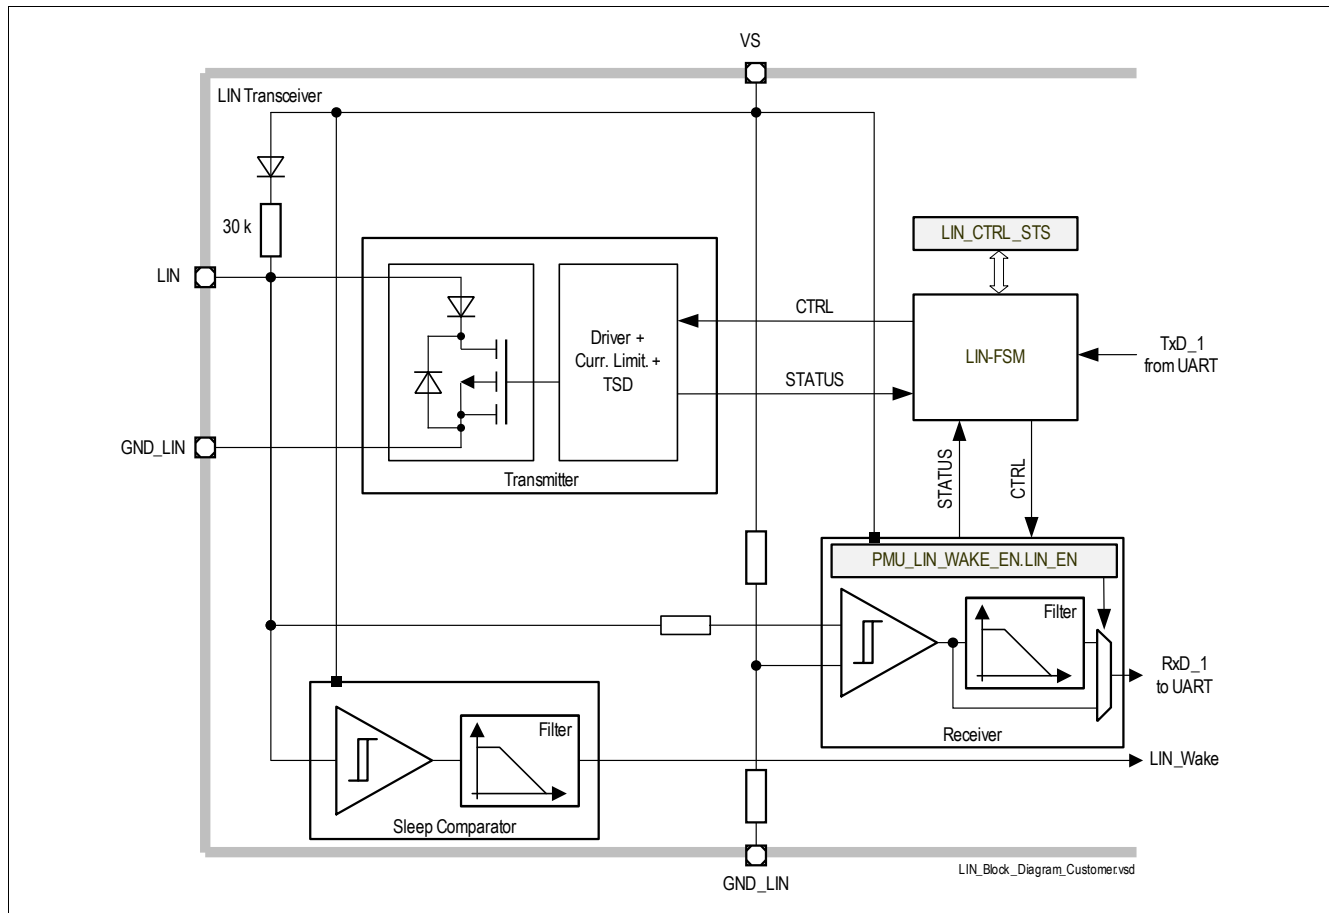 VS
LIN Transceiver
30 k
LIN_CTRL_STS
LIN
CTRL
Driver +
Curr. Limit. +
TSD
LIN-FSM
TxD_1
from UART
STATUS
GND_LIN
Transmitter
STATUS
CTRL
PMU_LIN_WAKE_EN.LIN_EN
Filter
RxD_1
to UART
Receiver
Filter
LIN_Wake
Sleep Comparator
GND_LIN
LIN_Block_Diagram_Customer.vsd